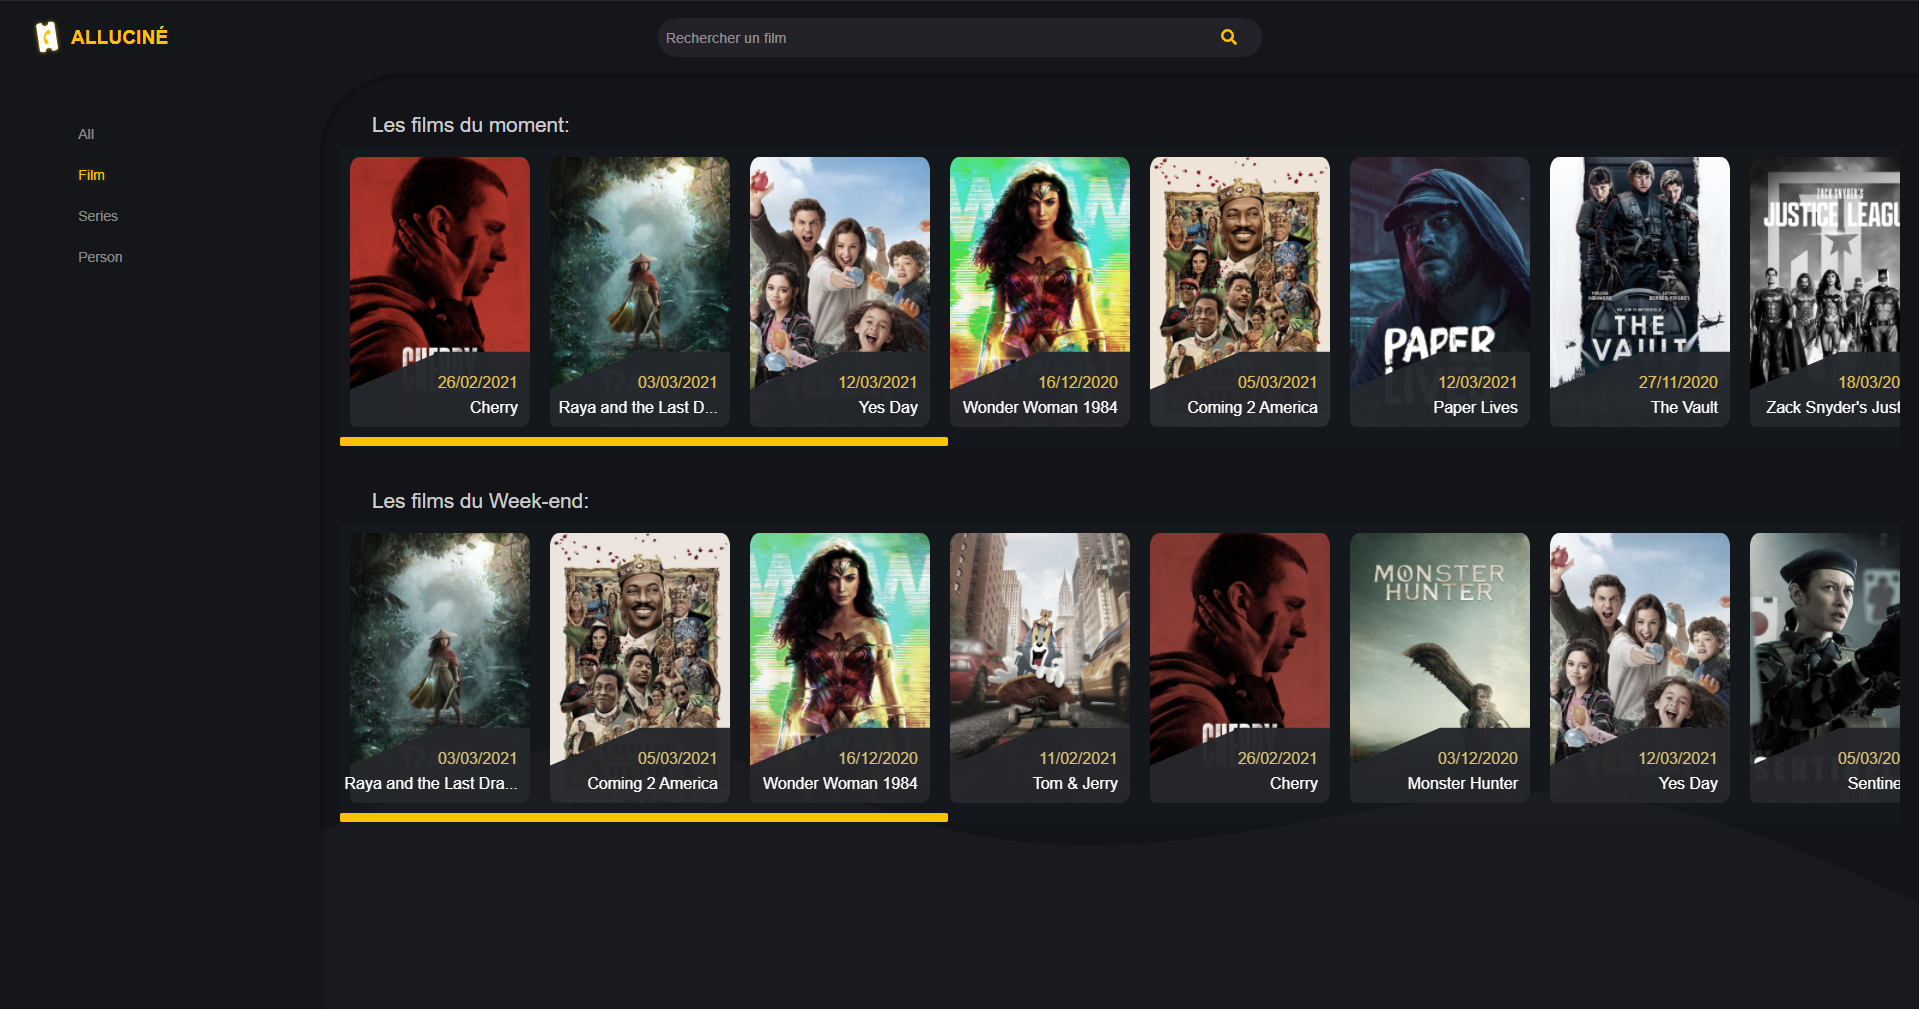 ALLUCINÉ
Rechercher un film
All
Film
Series
Person
Les films du moment:
CHERRY
26/02/2021
Cherry
03/03/2021
Raya and the Last D...
12/03/2021
Yes Day
16/12/2020
Wonder Woman 1984
05/03/2021
Coming 2 America
PAPER
LIVES
12/03/2021
Paper Lives
THE
VAULT
27/11/2020
The Vault
ZACK SNYDER'S
JUSTICE LEAGU
18/03/20
Zack Snyder's Just
Les films du Week-end:
03/03/2021
Raya and the Last Dra...
05/03/2021
Coming 2 America
16/12/2020
Wonder Woman 1984
11/02/2021
Tom & Jerry
CHERRY
26/02/2021
Cherry
MONSTER
HUNTER
03/12/2020
Monster Hunter
12/03/2021
Yes Day
05/03/20
Sentine